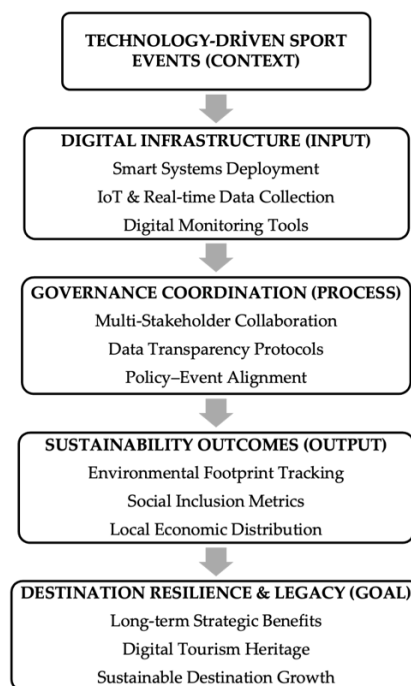 TECHNOLOGY-DRİVEN SPORT
EVENTS (CONTEXT)
DIGITAL INFRASTRUCTURE (INPUT)
Smart Systems Deployment
IoT & Real-time Data Collection
Digital Monitoring Tools
GOVERNANCE COORDINATION (PROCESS)
Multi-Stakeholder Collaboration
Data Transparency Protocols
Policy–Event Alignment
SUSTAINABILITY OUTCOMES (OUTPUT)
Environmental Footprint Tracking
Social Inclusion Metrics
Local Economic Distribution
DESTINATION RESILIENCE & LEGACY (GOAL)
Long-term Strategic Benefits
Digital Tourism Heritage
Sustainable Destination Growth